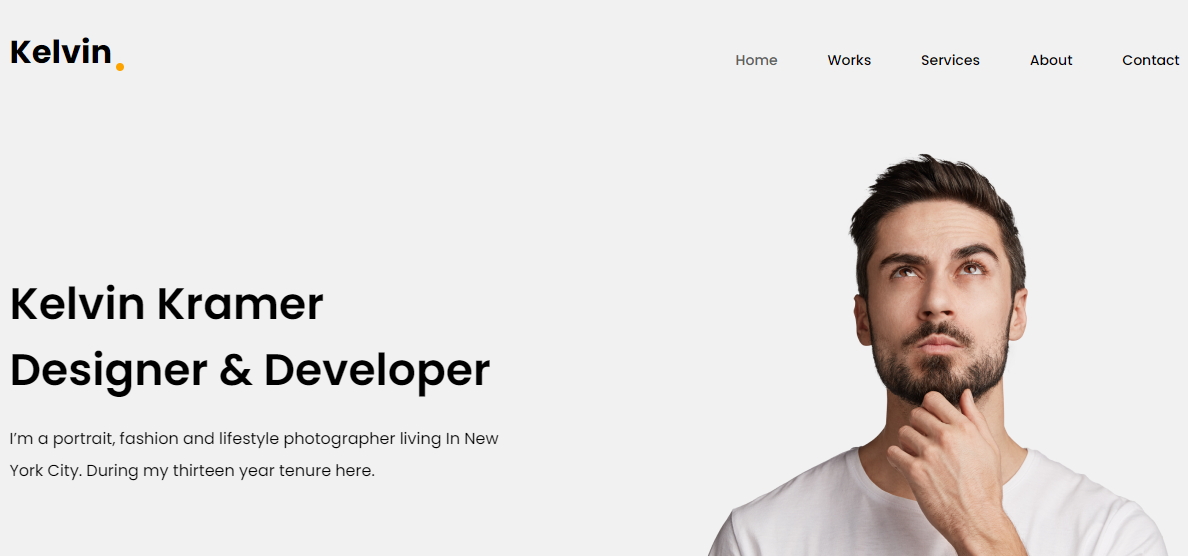 Kelvin.
Home Works Services About Contact
Kelvin Kramer
Designer & Developer
I’m a portrait, fashion and lifestyle photographer living In New
York City. During my thirteen year tenure here.